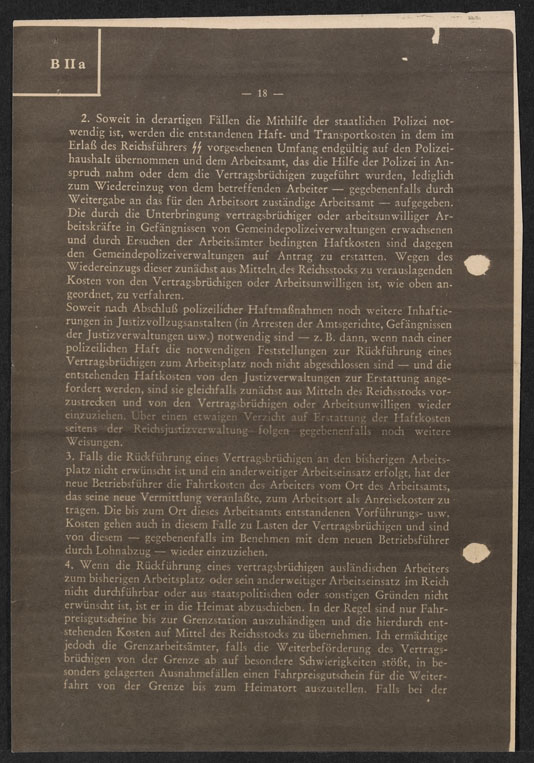 B II a
— 18 —
2. Soweit in derartigen Fällen die Mithilfe der staatlichen Polizei not-
wendig ist, werden die entstandenen Haft- und Transportkosten in dem im
Erlaß des Reichsführers ᛋᛋ vorgesehenen Umfang endgültig auf den Polizei-
haushalt übernommen und dem Arbeitsamt, das die Hilfe der Polizei in An-
spruch nahm oder dem die Vertragsbrüchigen zugeführt wurden, lediglich
zum Wiedereinzug von dem betreffenden Arbeiter — gegebenenfalls durch
Weitergabe an das für den Arbeitsort zuständige Arbeitsamt — aufgegeben.
Die durch die Unterbringung vertragsbrüchiger oder arbeitsunwilliger Ar-
beitskräfte in Gefängnissen von Gemeindepolizeiverwaltungen erwachsenen
und durch Ersuchen der Arbeitsämter bedingten Haftkosten sind dagegen
den Gemeindepolizeiverwaltungen auf Antrag zu erstatten. Wegen des
Wiedereinzugs dieser zunächst aus Mitteln des Reichsstocks zu verauslagenden
Kosten von den Vertragsbrüchigen oder Arbeitsunwilligen ist, wie oben an-
geordnet, zu verfahren.
Soweit nach Abschluß polizeilicher Haftmaßnahmen noch weitere Inhaftie-
rungen in Justizvollzugsanstalten (in Arresten der Amtsgerichte, Gefängnissen
der Justizverwaltungen usw.) notwendig sind — z. B. dann, wenn nach einer
polizeilichen Haft die notwendigen Feststellungen zur Rückführung eines
Vertragsbrüchigen zum Arbeitsplatz noch nicht abgeschlossen sind — und die
entstehenden Haftkosten von den Justizverwaltungen zur Erstattung ange-
fordert werden, sind sie gleichfalls zunächst aus Mitteln des Reichsstocks vor-
zustrecken und von den Vertragsbrüchigen oder Arbeitsunwilligen wieder
einzuziehen. Über einen etwaigen Verzicht auf Erstattung der Haftkosten
seitens der Reichsjustizverwaltung folgen gegebenenfalls noch weitere
Weisungen.
3. Falls die Rückführung eines Vertragsbrüchigen an den bisherigen Arbeits-
platz nicht erwünscht ist und ein anderweitiger Arbeitseinsatz erfolgt, hat der
neue Betriebsführer die Fahrtkosten des Arbeiters vom Ort des Arbeitsamts,
das seine neue Vermittlung veranlaßte, zum Arbeitsort als Anreisekosten zu
tragen. Die bis zum Ort dieses Arbeitsamts entstandenen Vorführungs- usw.
Kosten gehen auch in diesem Falle zu Lasten der Vertragsbrüchigen und sind
von diesem — gegebenenfalls im Benehmen mit dem neuen Betriebsführer
durch Lohnabzug — wieder einzuziehen.
4. Wenn die Rückführung eines vertragsbrüchigen ausländischen Arbeiters
zum bisherigen Arbeitsplatz oder sein anderweitiger Arbeitseinsatz im Reich
nicht durchführbar oder aus staatspolitischen oder sonstigen Gründen nicht
erwünscht ist, ist er in die Heimat abzuschieben. In der Regel sind nur Fahr-
preisgutscheine bis zur Grenzstation auszuhändigen und die hierdurch ent-
stehenden Kosten auf Mittel des Reichsstocks zu übernehmen. Ich ermächtige
jedoch die Grenzarbeitsämter, falls die Weiterbeförderung des Vertrags-
brüchigen von der Grenze ab auf besondere Schwierigkeiten stößt, in be-
sonders gelagerten Ausnahmefällen einen Fahrpreisgutschein für die Weiter-
fahrt von der Grenze bis zum Heimatort auszustellen. Falls bei der